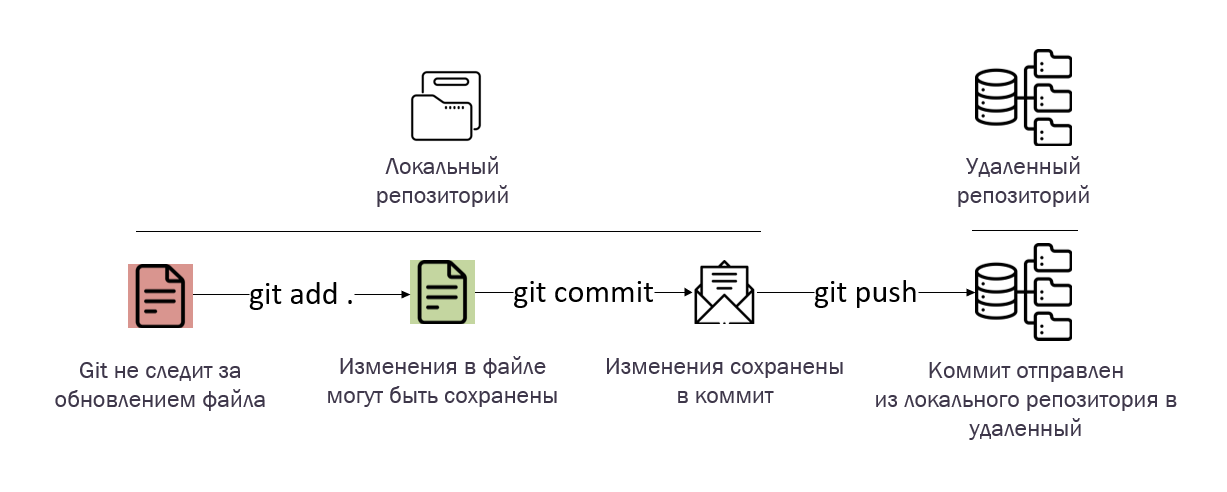 Локальный
репозиторий
Удаленный
репозиторий
git add .
git commit
git push
Git не следит за
обновлением файла
Изменения в файле
могут быть сохранены
Изменения сохранены
в коммит
Коммит отправлен
из локального репозитория в
удаленный